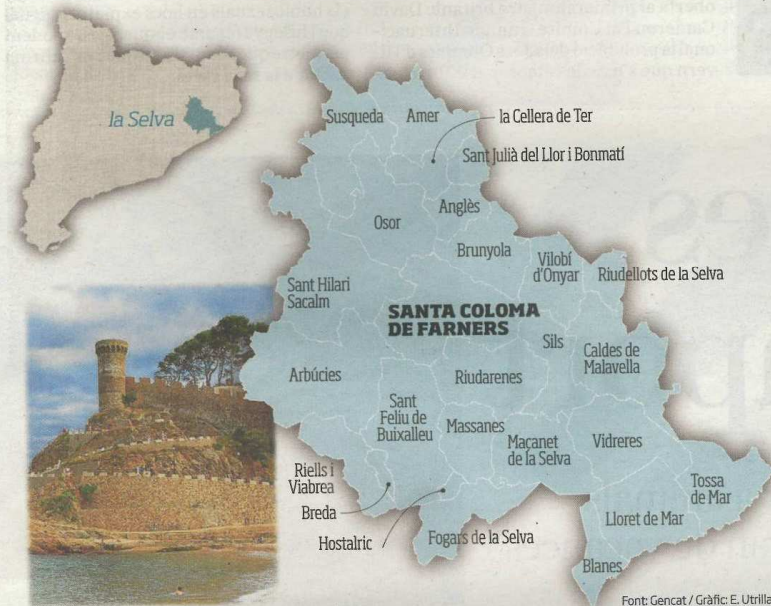 la Selva
Susqueda
Amer
la Cellera de Ter
Sant Julià del Llor i Bonmatí
Anglès
Osor
Brunyola
Vilobí
d'Onyar
Riudellots de la Selva
Sant Hilari
Sacalm
SANTA COLOMA
DE FARNERS
Sils
Caldes de
Malavella
Arbúcies
Riudarenes
Sant
Feliu de
Buixalleu
Massanes
Maçanet
de la Selva
Vidreres
Riells i
Viabrea
Breda
Hostalric
Fogars de la Selva
Tossa
de Mar
Lloret de Mar
Blanes
Font: Gencat / Gràfic: E. Utrilla